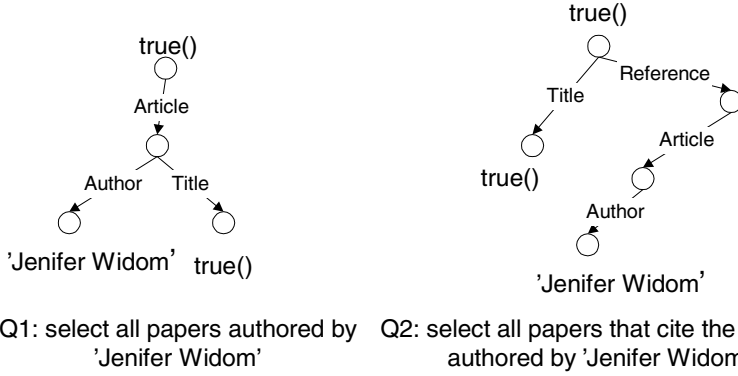 true()
Article
Author
Title
'Jenifer Widom'
true()
Q1: select all papers authored by
'Jenifer Widom'
true()
Title
Reference
true()
Article
Author
'Jenifer Widom'
Q2: select all papers that cite the
authored by 'Jenifer Widom